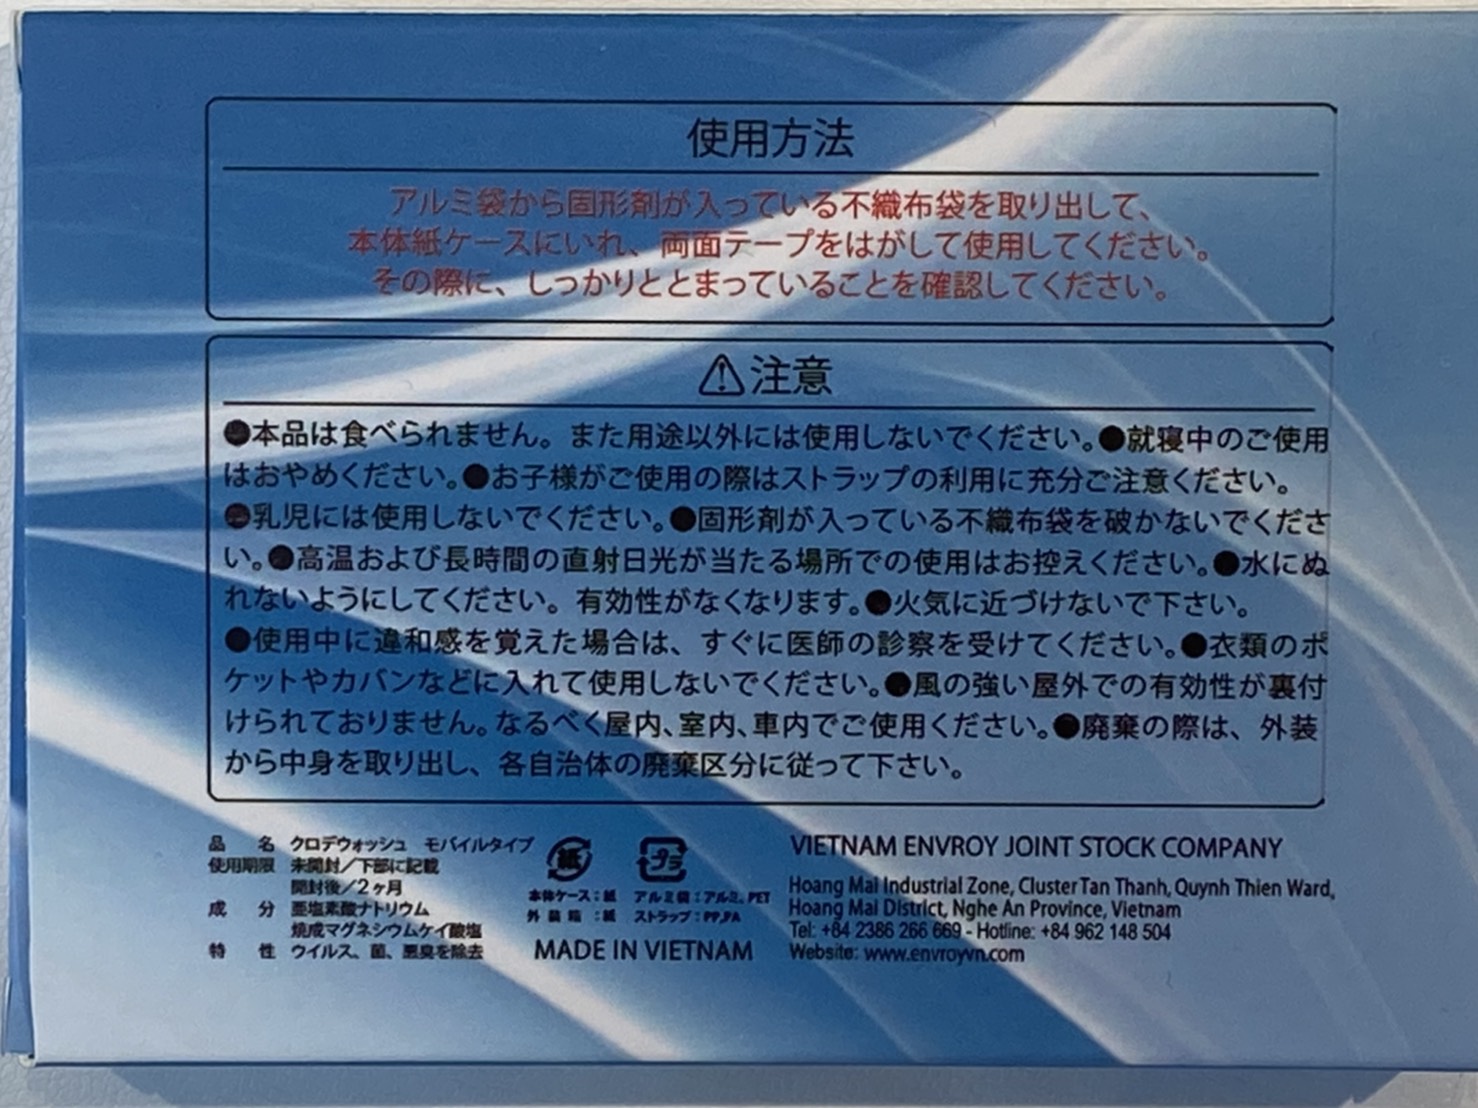 使用方法
アルミ袋から固形剤が入っている不織布袋を取り出して、
本体紙ケースにいれ、両面テープをはがして使用してください。
その際に、しっかりととまっていることを確認してください。
注意
●本品は食べられません。また用途以外には使用しないでください。●就寝中のご使用
はおやめください。●お子様がご使用の際はストラップの利用に充分ご注意ください。
●乳児には使用しないでください。●固形剤が入っている不織布袋を破かないでくださ
い。●高温および長時間の直射日光が当たる場所での使用はお控えください。●水にぬ
れないようにしてください。有効性がなくなります。●火気に近づけないで下さい。
●使用中に違和感を覚えた場合は、すぐに医師の診察を受けてください。●衣類のポ
ケットやカバンなどに入れて使用しないでください。●風の強い屋外での有効性が裏付
けられておりません。なるべく屋内、室内、車内でご使用ください。●廃棄の際は、外装
から中身を取り出し、各自治体の廃棄区分に従って下さい。
品 名 クロデウォッシュ モバイルタイプ
使用期限 未開封/下部に記載
開封後/2ヶ月
成 分 亜塩素酸ナトリウム
焼成マグネシウムケイ酸塩
特 性 ウイルス、菌、悪臭を除去
紙
プラ
本体ケース:紙 アルミ袋:アルミ、PET
外 装 箱 :紙 ストラップ:PP,PA
MADE IN VIETNAM
VIETNAM ENVROY JOINT STOCK COMPANY
Hoang Mai Industrial Zone, Cluster Tan Thanh, Quynh Thien Ward,
Hoang Mai District, Nghe An Province, Vietnam
Tel: +84 2386 266 669 - Hotline: +84 962 148 504
Website: www.envroyvn.com